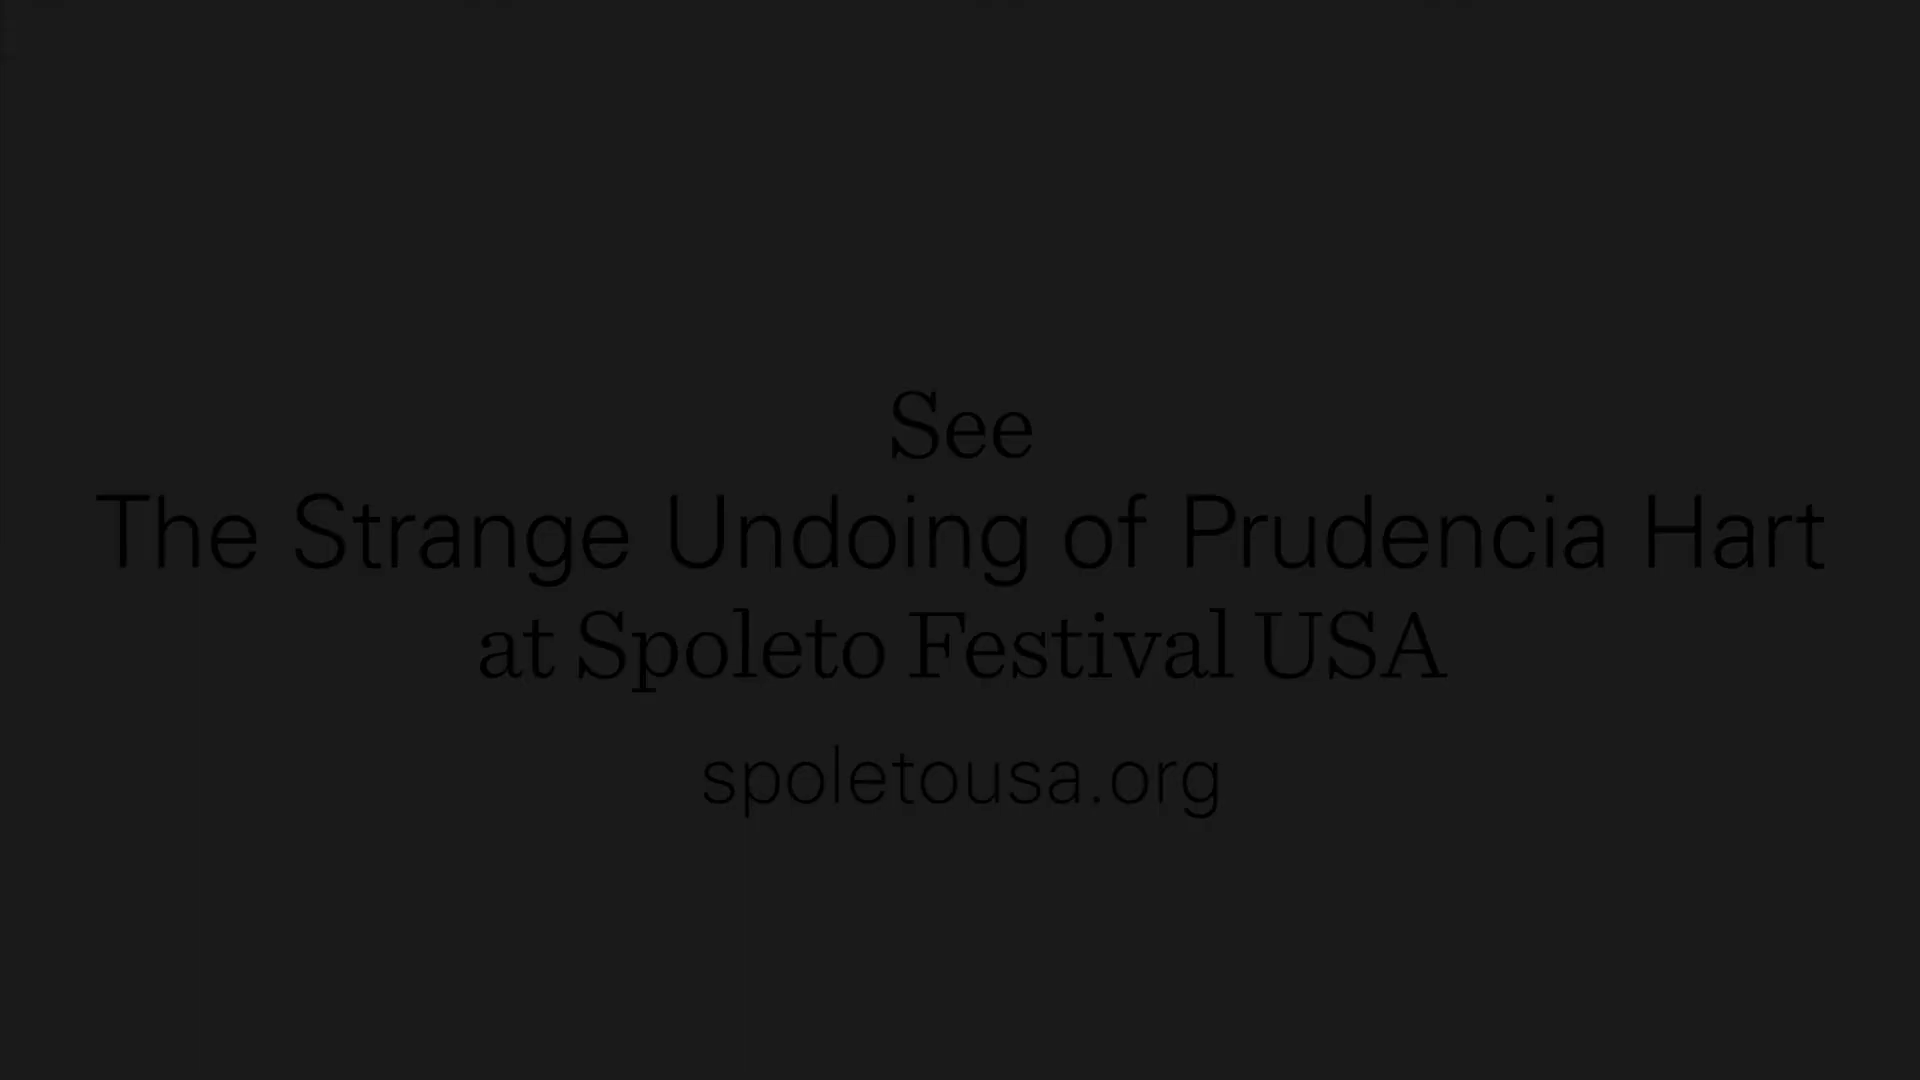 See
The Strange Undoing of Prudencia Hart
at Spoleto Festival USA
spoletousa.org